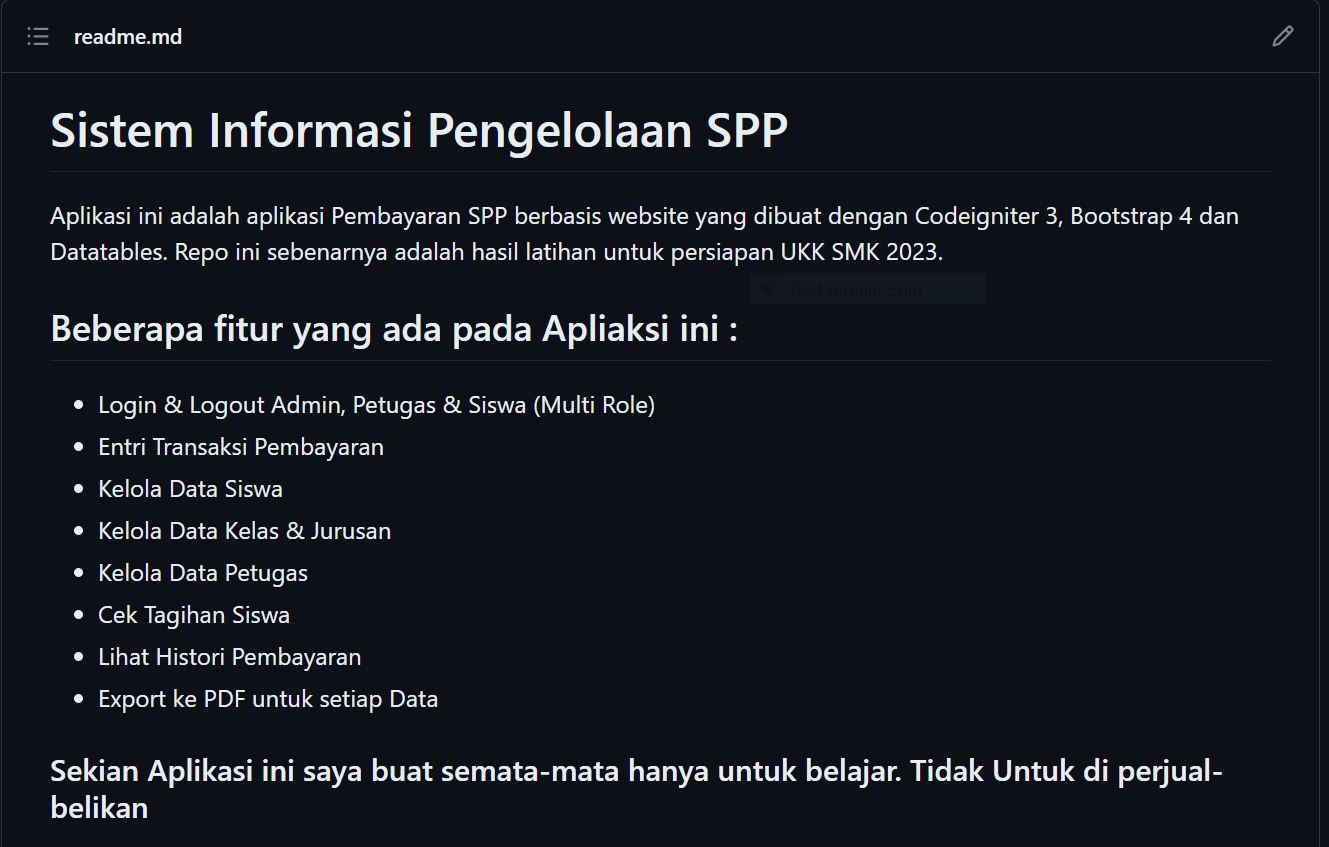 readme.md
Sistem Informasi Pengelolaan SPP
Aplikasi ini adalah aplikasi Pembayaran SPP berbasis website yang dibuat dengan Codeigniter 3, Bootstrap 4 dan
Datatables. Repo ini sebenarnya adalah hasil latihan untuk persiapan UKK SMK 2023.
Rectangular Snip
Beberapa fitur yang ada pada Apliaksi ini :
Login & Logout Admin, Petugas & Siswa (Multi Role)
Entri Transaksi Pembayaran
Kelola Data Siswa
Kelola Data Kelas & Jurusan
Kelola Data Petugas
Cek Tagihan Siswa
Lihat Histori Pembayaran
Export ke PDF untuk setiap Data
Sekian Aplikasi ini saya buat semata-mata hanya untuk belajar. Tidak Untuk di perjual-
belikan